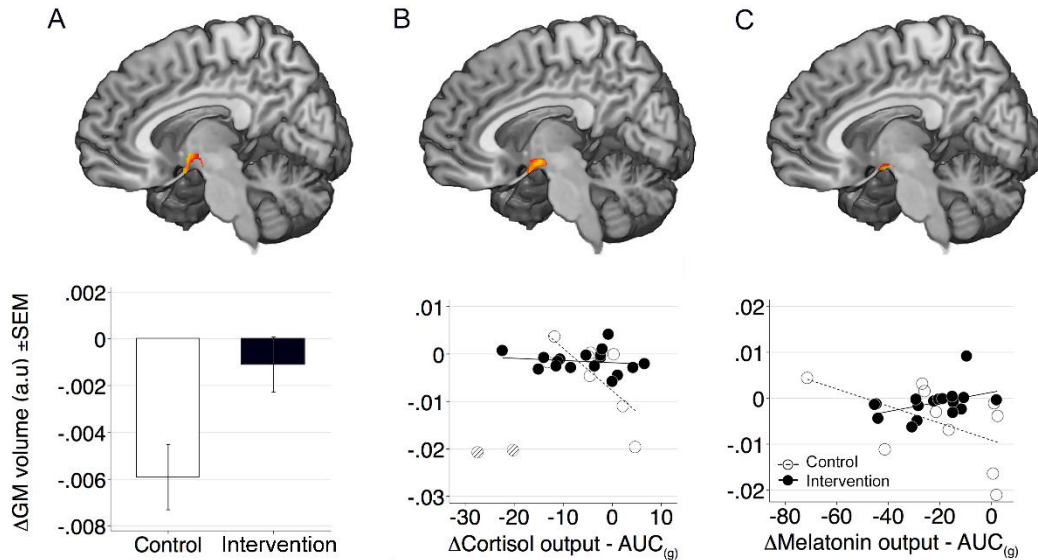 A
B
C
ΔGM volume (a.u) ±SEM
.002
0
-.002
-.004
-.006
-.008
Control
Intervention
.01
0
-.01
-.02
-.03
-30
-20
-10
0
10
ΔCortisol output - AUC(g)
.02
.01
0
-.01
-.02
-80
-60
-40
-20
0
Control
Intervention
ΔMelatonin output - AUC(g)